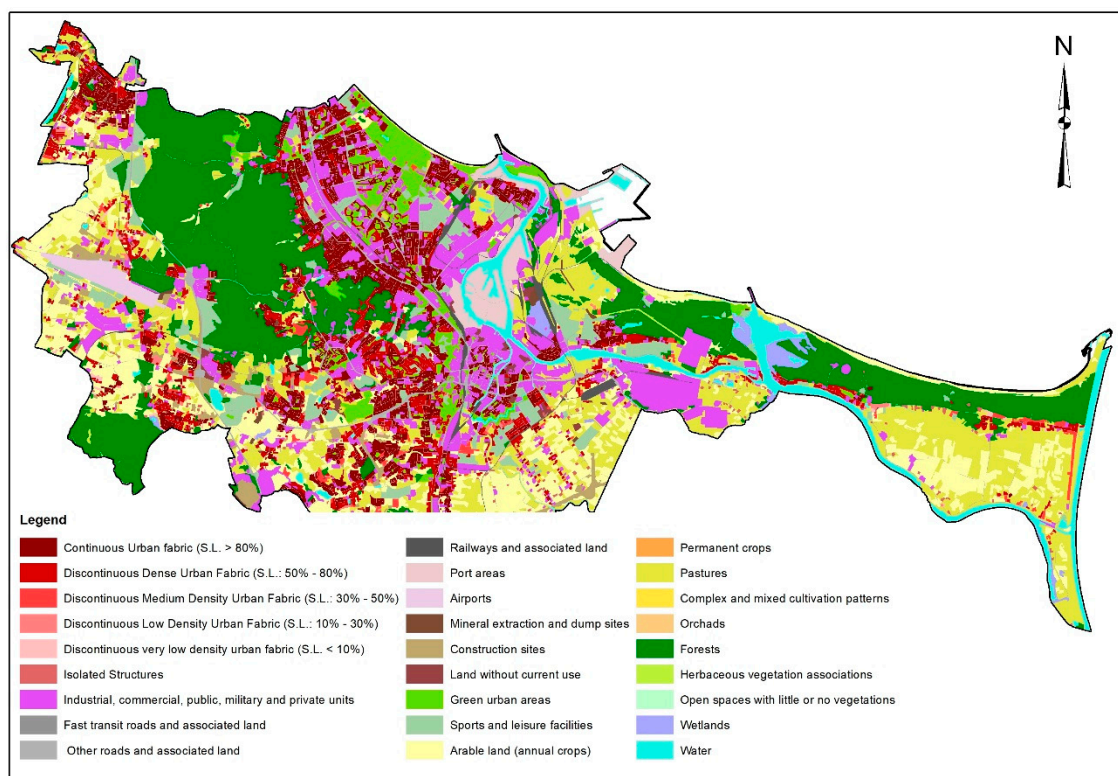 N
Legend
Continuous Urban fabric (S.L. > 80%)
Discontinuous Dense Urban Fabric (S.L.: 50% - 80%)
Discontinuous Medium Density Urban Fabric (S.L.: 30% - 50%)
Discontinuous Low Density Urban Fabric (S.L.: 10% - 30%)
Discontinuous very low density urban fabric (S.L. < 10%)
Isolated Structures
Industrial, commercial, public, military and private units
Fast transit roads and associated land
Other roads and associated land
Railways and associated land
Port areas
Airports
Mineral extraction and dump sites
Construction sites
Land without current use
Green urban areas
Sports and leisure facilities
Arable land (annual crops)
Permanent crops
Pastures
Complex and mixed cultivation patterns
Orchads
Forests
Herbaceous vegetation associations
Open spaces with little or no vegetations
Wetlands
Water